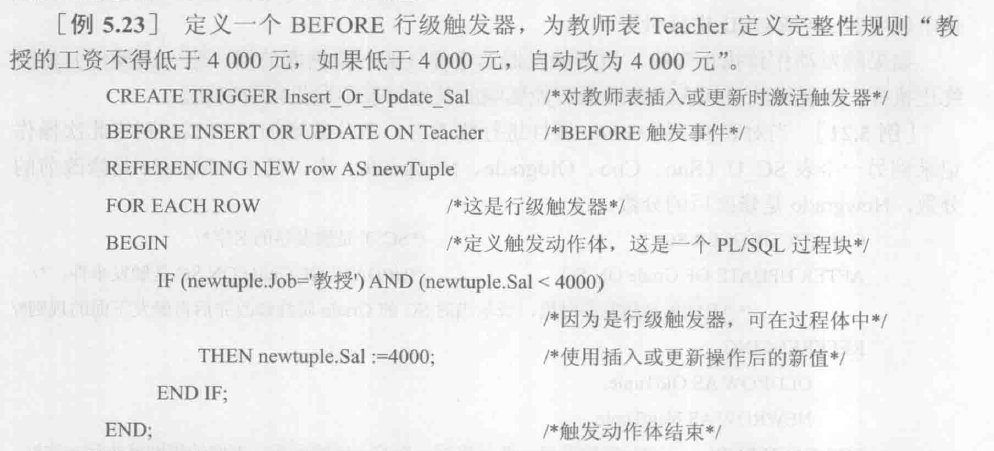 [例 5.23] 定义一个 BEFORE 行级触发器，为教师表 Teacher 定义完整性规则“教
授的工资不得低于 4 000 元，如果低于 4 000 元，自动改为 4 000 元”。
CREATE TRIGGER Insert_Or_Update_Sal /*对教师表插入或更新时激活触发器*/
BEFORE INSERT OR UPDATE ON Teacher /*BEFORE 触发事件*/
REFERENCING NEW row AS newTuple
FOR EACH ROW /*这是行级触发器*/
BEGIN /*定义触发动作体，这是一个 PL/SQL 过程块*/
IF (newtuple.Job='教授') AND (newtuple.Sal < 4000)
/*因为是行级触发器，可在过程体中*/
THEN newtuple.Sal :=4000; /*使用插入或更新操作后的新值*/
END IF;
END; /*触发动作体结束*/